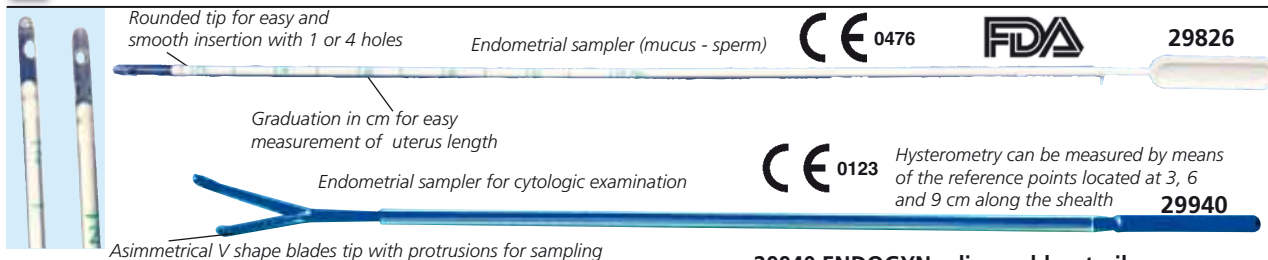 Rounded tip for easy and
smooth insertion with 1 or 4 holes
Endometrial sampler (mucus - sperm)
CE 0476
FDA
29826
Graduation in cm for easy
measurement of uterus length
CE 0123
Hysterometry can be measured by means
of the reference points located at 3, 6
and 9 cm along the shealth
Endometrial sampler for cytologic examination
29940
Asimmetrical V shape blades tip with protrusions for sampling